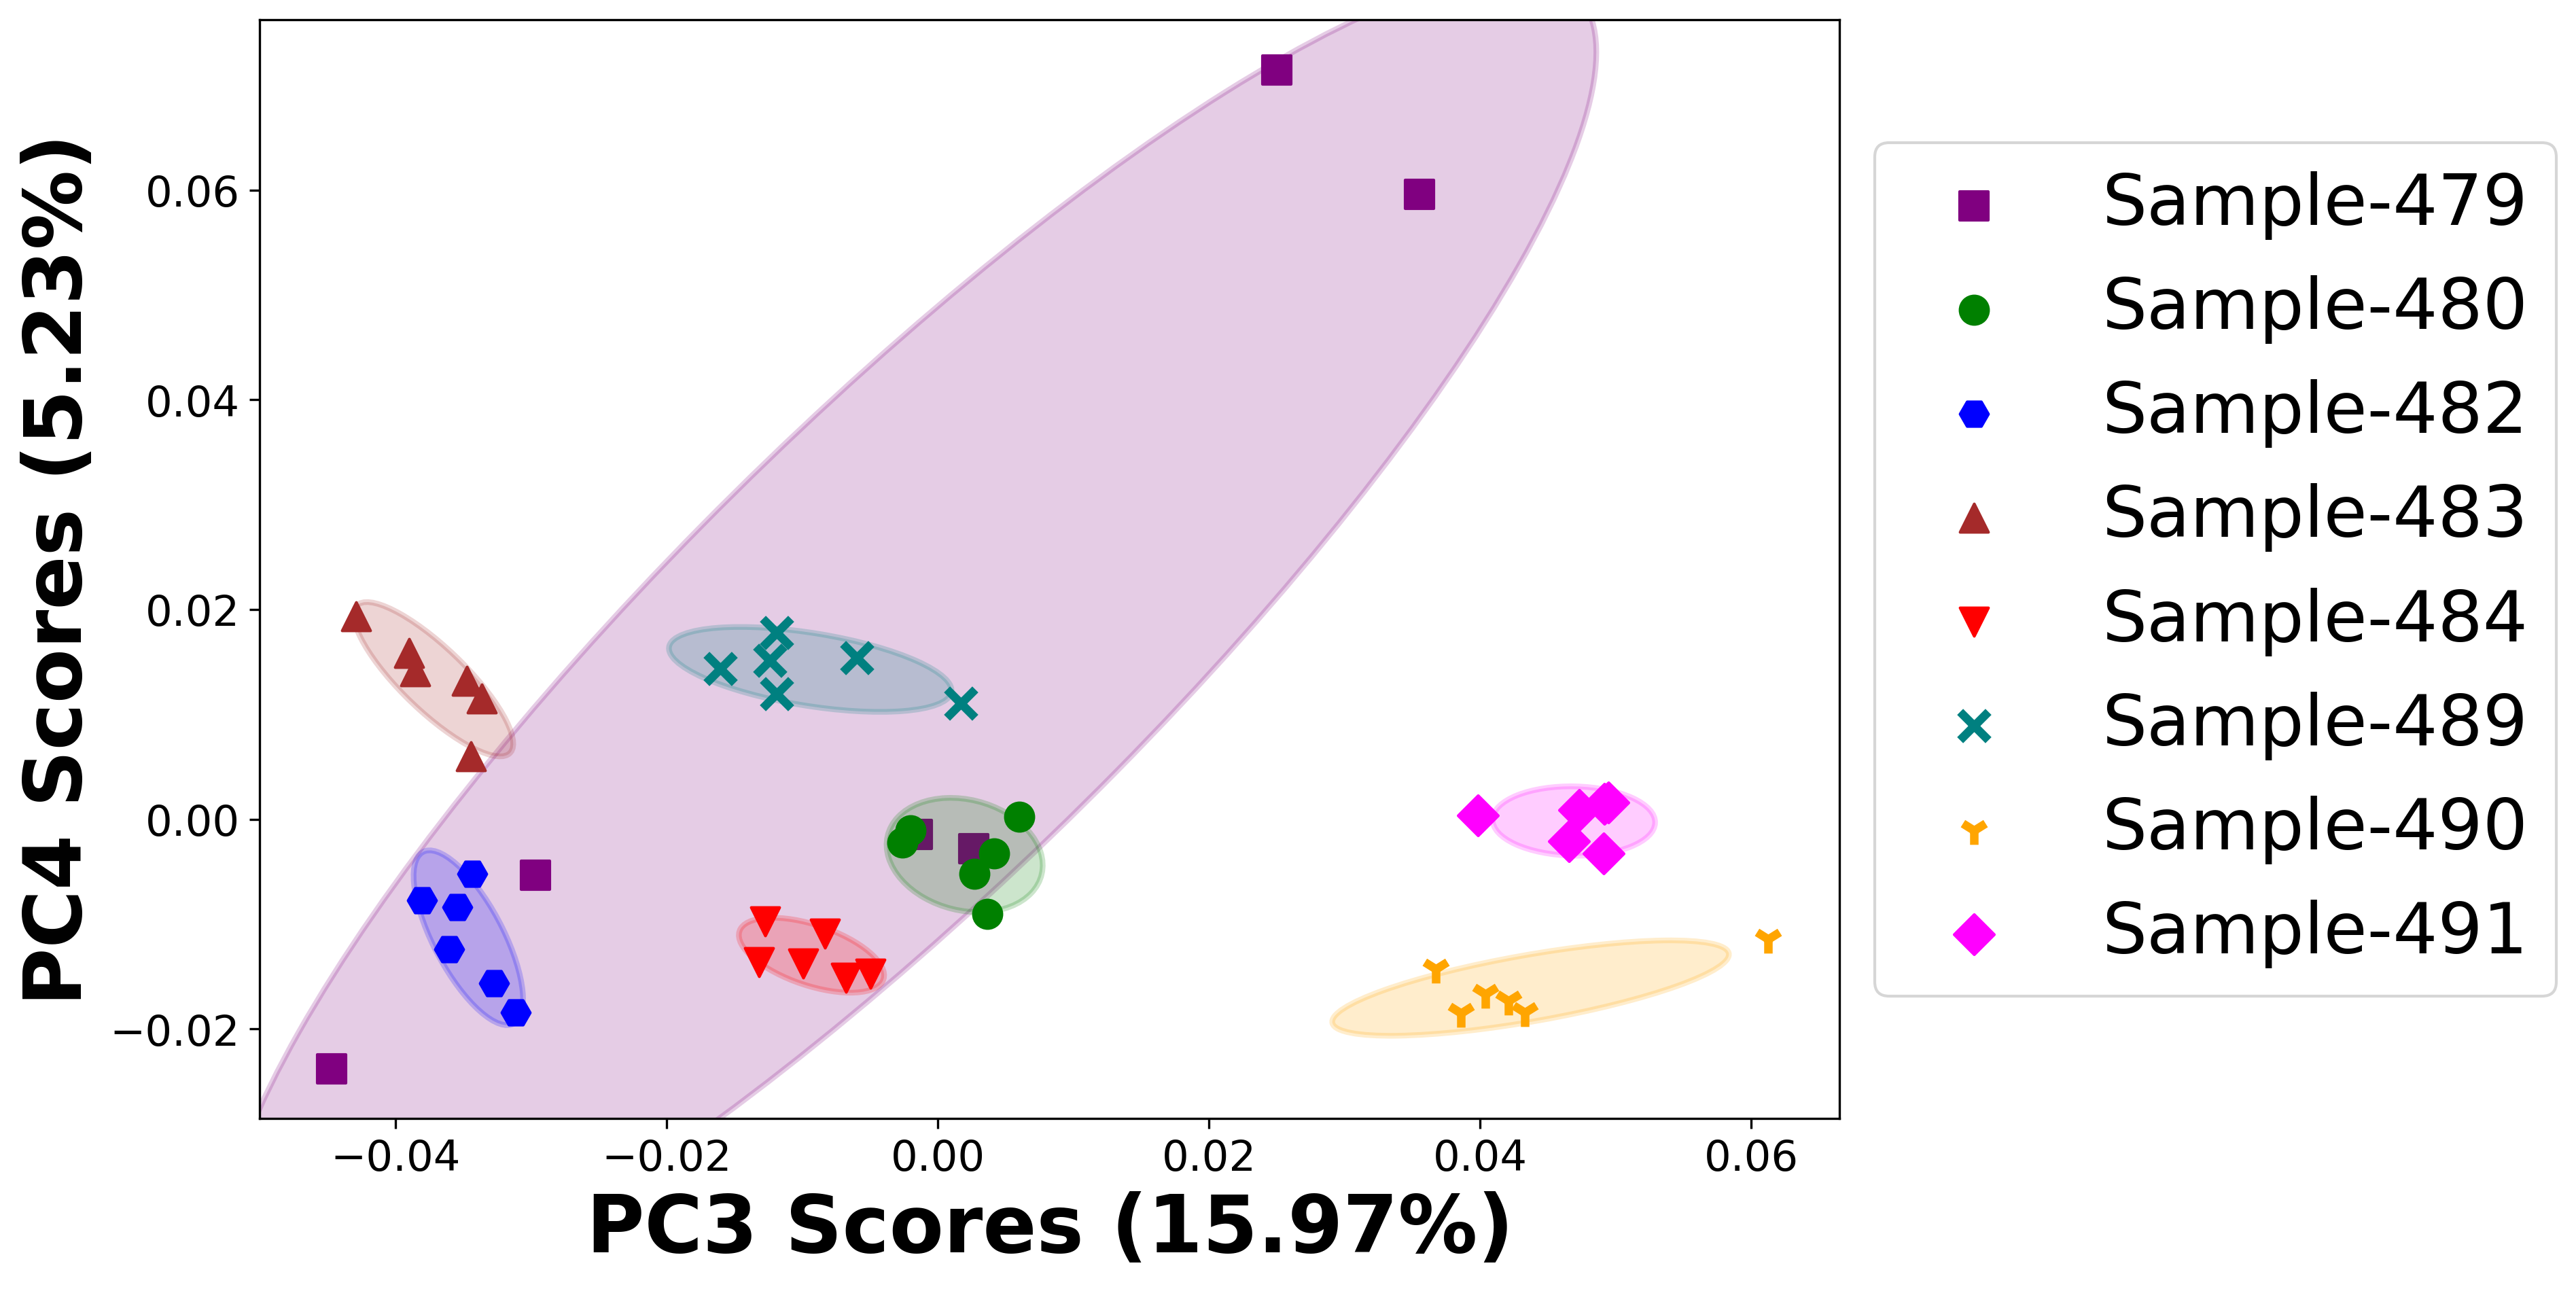 PC4 Scores (5.23%)
0.06
0.04
0.02
0.00
−0.02
−0.04
−0.02
0.00
0.02
0.04
0.06
PC3 Scores (15.97%)
Sample-479
Sample-480
Sample-482
Sample-483
Sample-484
Sample-489
Sample-490
Sample-491